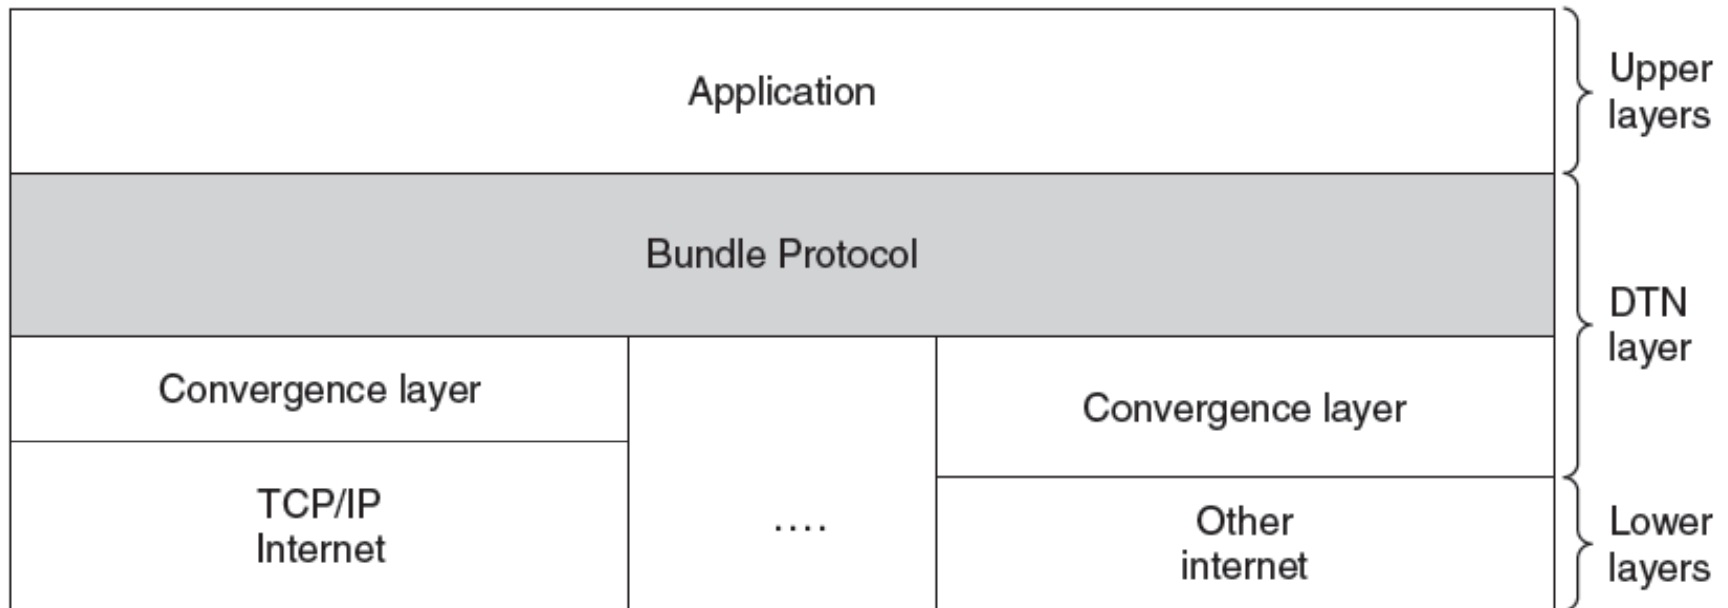 Application
Upper
layers
Bundle Protocol
DTN
layer
Convergence layer
Convergence layer
TCP/IP
Internet
....
Other
internet
Lower
layers